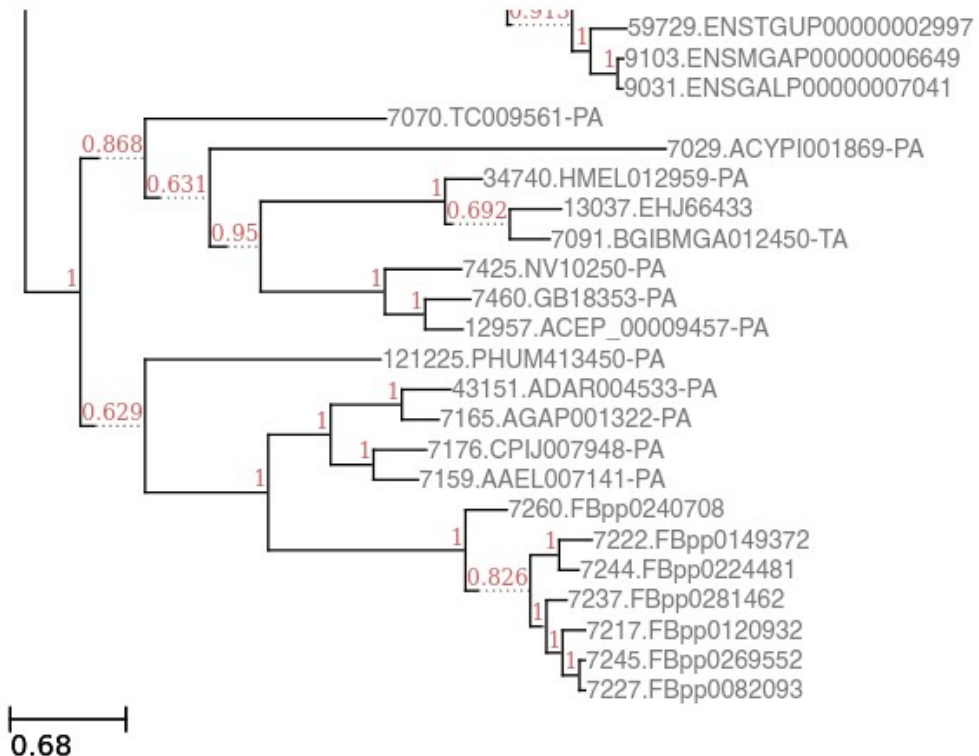 0.913
1
59729.ENSTGUP00000002997
1
9103.ENSMGAP00000006649
9031.ENSGALP00000007041
7070.TC009561-PA
0.868
7029.ACYPI001869-PA
0.631
1
34740.HMEL012959-PA
0.692
13037.EHJ66433
0.95
7091.BGIBMGA012450-TA
1
1
7425.NV10250-PA
1
7460.GB18353-PA
12957.ACEP_00009457-PA
121225.PHUM413450-PA
1
43151.ADAR004533-PA
0.629
1
7165.AGAP001322-PA
1
7176.CPIJ007948-PA
1
7159.AAEL007141-PA
7260.FBpp0240708
1
1
7222.FBpp0149372
0.826
7244.FBpp0224481
1
7237.FBpp0281462
1
7217.FBpp0120932
1
7245.FBpp0269552
7227.FBpp0082093
0.68